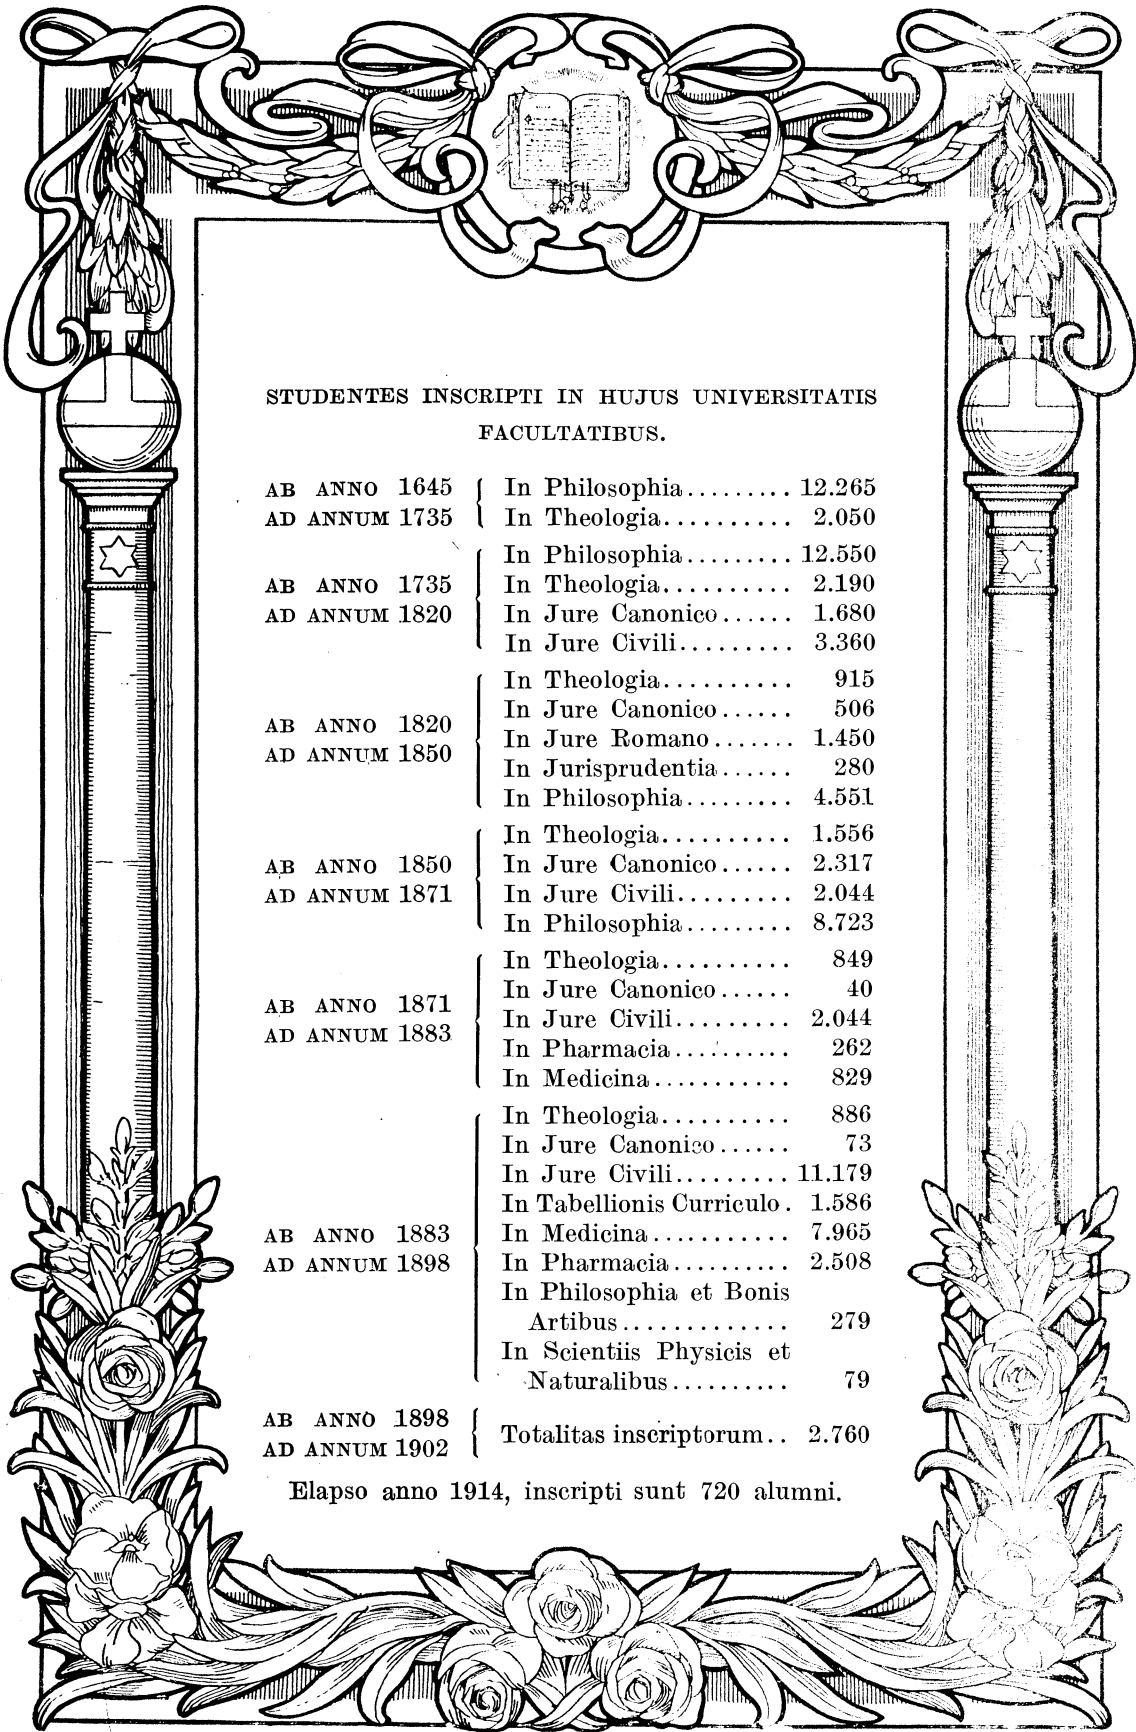 STUDENTES INSCRIPTI IN HUJUS UNIVERSITATIS
FACULTATIBUS.
AB ANNO 1645
AD ANNUM 1735
In Philosophia......... 12.265
In Theologia.......... 2.050
AB ANNO 1735
AD ANNUM 1820
In Philosophia......... 12.550
In Theologia.......... 2.190
In Jure Canonico...... 1.680
In Jure Civili......... 3.360
AB ANNO 1820
AD ANNUM 1850
In Theologia.......... 915
In Jure Canonico...... 506
In Jure Romano....... 1.450
In Jurisprudentia...... 280
In Philosophia......... 4.551
AB ANNO 1850
AD ANNUM 1871
In Theologia.......... 1.556
In Jure Canonico...... 2.317
In Jure Civili......... 2.044
In Philosophia......... 8.723
AB ANNO 1871
AD ANNUM 1883
In Theologia.......... 849
In Jure Canonico...... 40
In Jure Civili......... 2.044
In Pharmacia.......... 262
In Medicina........... 829
AB ANNO 1883
AD ANNUM 1898
In Theologia.......... 886
In Jure Canonico...... 73
In Jure Civili......... 11.179
In Tabellionis Curriculo. 1.586
In Medicina........... 7.965
In Pharmacia.......... 2.508
In Philosophia et Bonis
Artibus............. 279
In Scientiis Physicis et
Naturalibus.......... 79
AB ANNO 1898
AD ANNUM 1902
Totalitas inscriptorum.. 2.760
Elapso anno 1914, inscripti sunt 720 alumni.